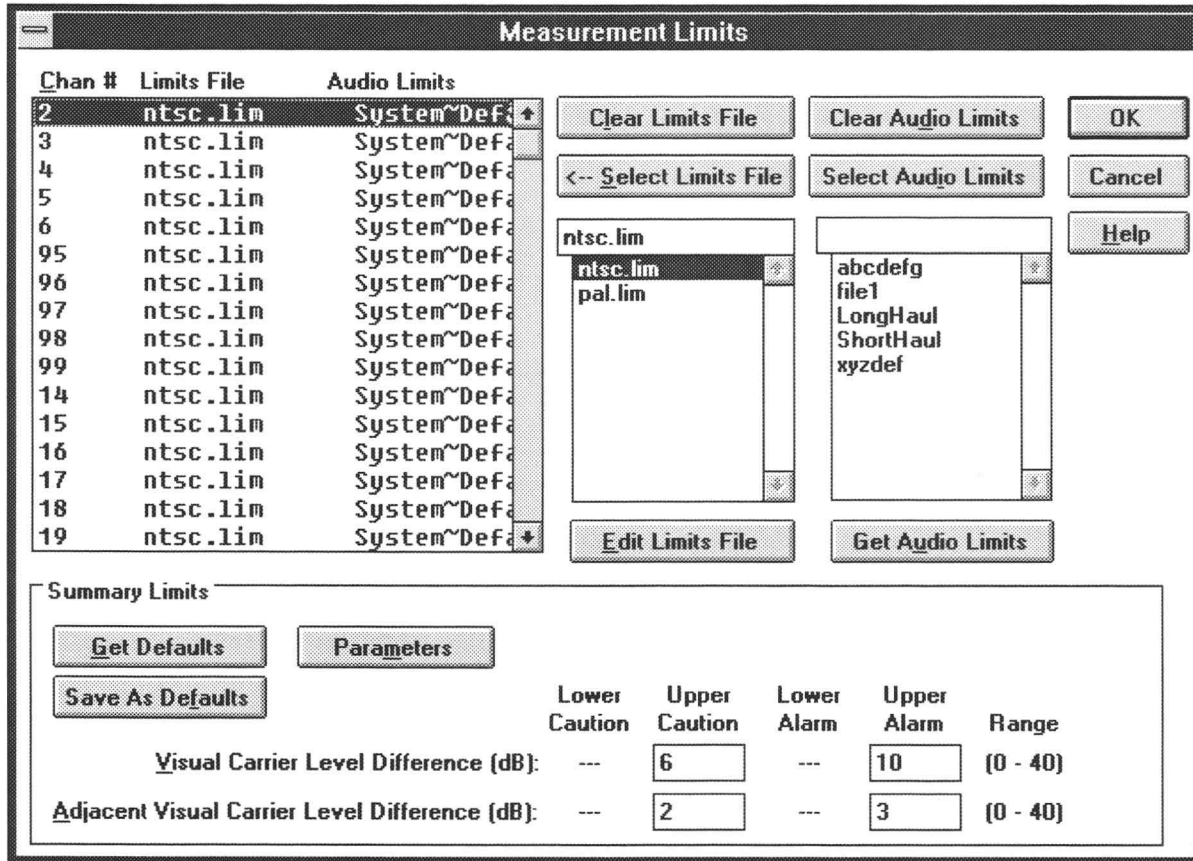 Measurement Limits
Chan # Limits File Audio Limits
2 ntsc.lim System~Defa
3 ntsc.lim System~Defa
4 ntsc.lim System~Defa
5 ntsc.lim System~Defa
6 ntsc.lim System~Defa
95 ntsc.lim System~Defa
96 ntsc.lim System~Defa
97 ntsc.lim System~Defa
98 ntsc.lim System~Defa
99 ntsc.lim System~Defa
14 ntsc.lim System~Defa
15 ntsc.lim System~Defa
16 ntsc.lim System~Defa
17 ntsc.lim System~Defa
18 ntsc.lim System~Defa
19 ntsc.lim System~Defa
Clear Limits File
<-- Select Limits File
ntsc.lim
ntsc.lim
pal.lim
Edit Limits File
Clear Audio Limits
Select Audio Limits
abcdefg
file1
LongHaul
ShortHaul
xyzdef
Get Audio Limits
OK
Cancel
Help
Summary Limits
Get Defaults Parameters
Save As Defaults
Lower Upper Lower Upper
Caution Caution Alarm Alarm Range
Visual Carrier Level Difference (dB): --- 6 --- 10 (0 - 40)
Adjacent Visual Carrier Level Difference (dB): --- 2 --- 3 (0 - 40)